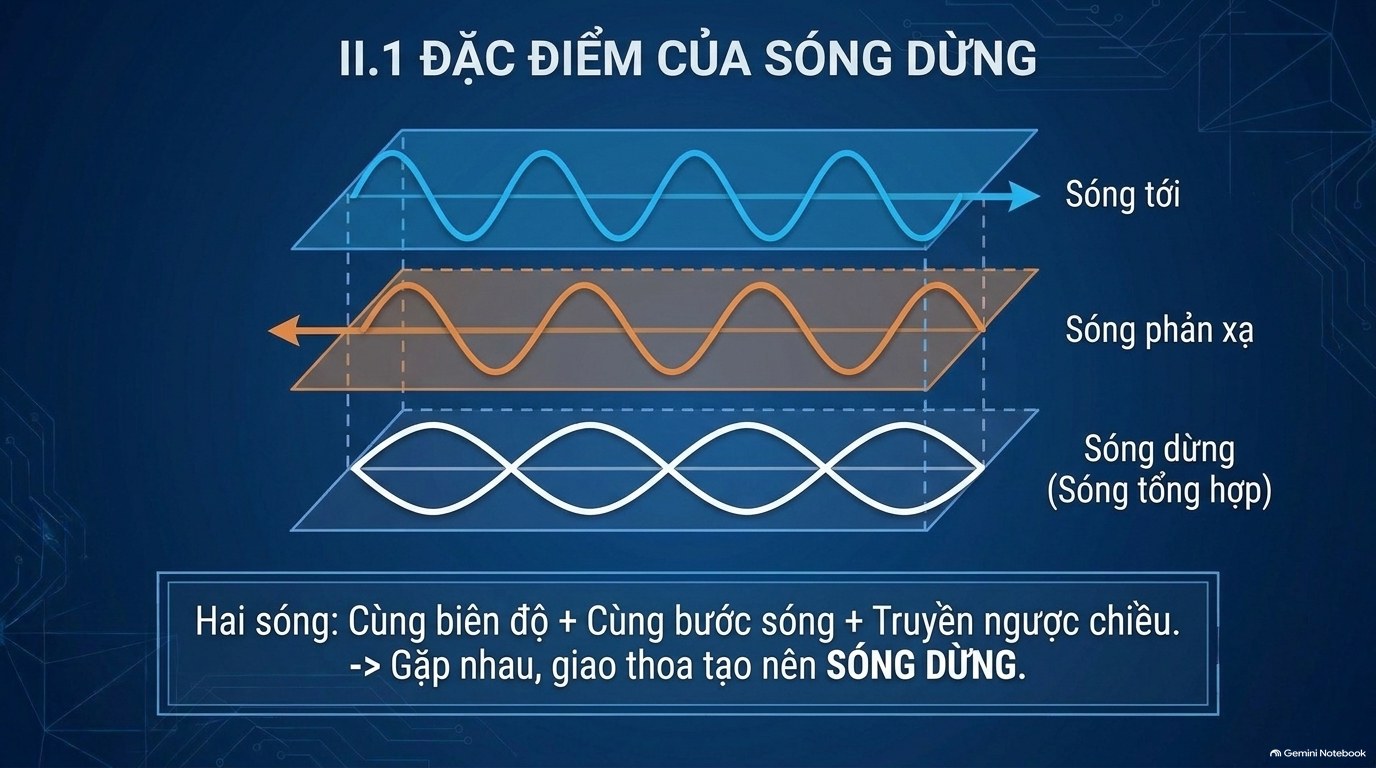 II.1 ĐẶC ĐIỂM CỦA SÓNG DỪNG
Sóng tới
Sóng phản xạ
Sóng dừng
(Sóng tổng hợp)
Hai sóng: Cùng biên độ + Cùng bước sóng + Truyền ngược chiều.
-> Gặp nhau, giao thoa tạo nên SÓNG DỪNG.
Gemini Notebook